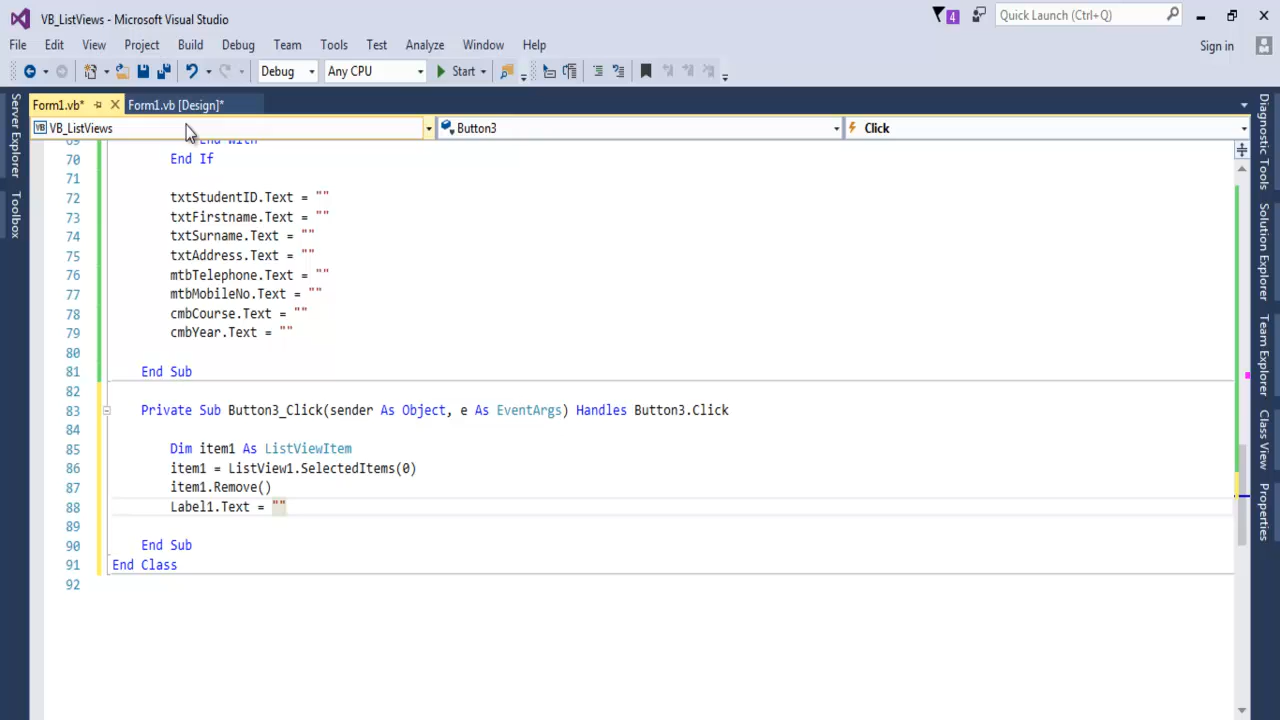 VB_ListViews - Microsoft Visual Studio
4
Quick Launch (Ctrl+Q)
File Edit View Project Build Debug Team Tools Test Analyze Window Help
Sign in
Debug Any CPU Start
Form1.vb* Form1.vb [Design]*
VB_ListViews Button3 Click
Server Explorer
Toolbox
69 End With
70 End If
71
72 txtStudentID.Text = ""
73 txtFirstname.Text = ""
74 txtSurname.Text = ""
75 txtAddress.Text = ""
76 mtbTelephone.Text = ""
77 mtbMobileNo.Text = ""
78 cmbCourse.Text = ""
79 cmbYear.Text = ""
80
81 End Sub
82
83 Private Sub Button3_Click(sender As Object, e As EventArgs) Handles Button3.Click
84
85 Dim item1 As ListViewItem
86 item1 = ListView1.SelectedItems(0)
87 item1.Remove()
88 Label1.Text = ""
89
90 End Sub
91 End Class
92
Diagnostic Tools
Solution Explorer
Team Explorer
Class View
Properties